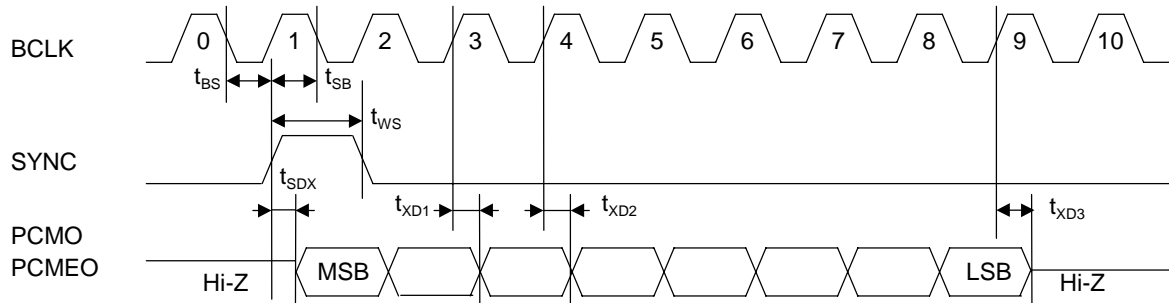 BCLK 0 1 2 3 4 5 6 7 8 9 10
tBS tSB
tWS
SYNC
tSDX
tXD1 tXD2 tXD3
PCMO
PCMEO Hi-Z MSB LSB Hi-Z